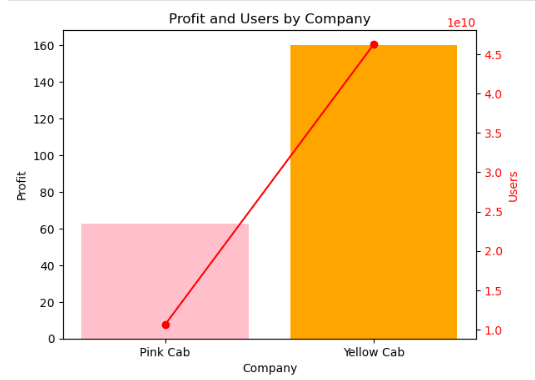 Profit and Users by Company
1e10
160
140
120
100
80
60
40
20
0
Profit
4.5
4.0
3.5
3.0
2.5
2.0
1.5
1.0
Users
Pink Cab
Yellow Cab
Company